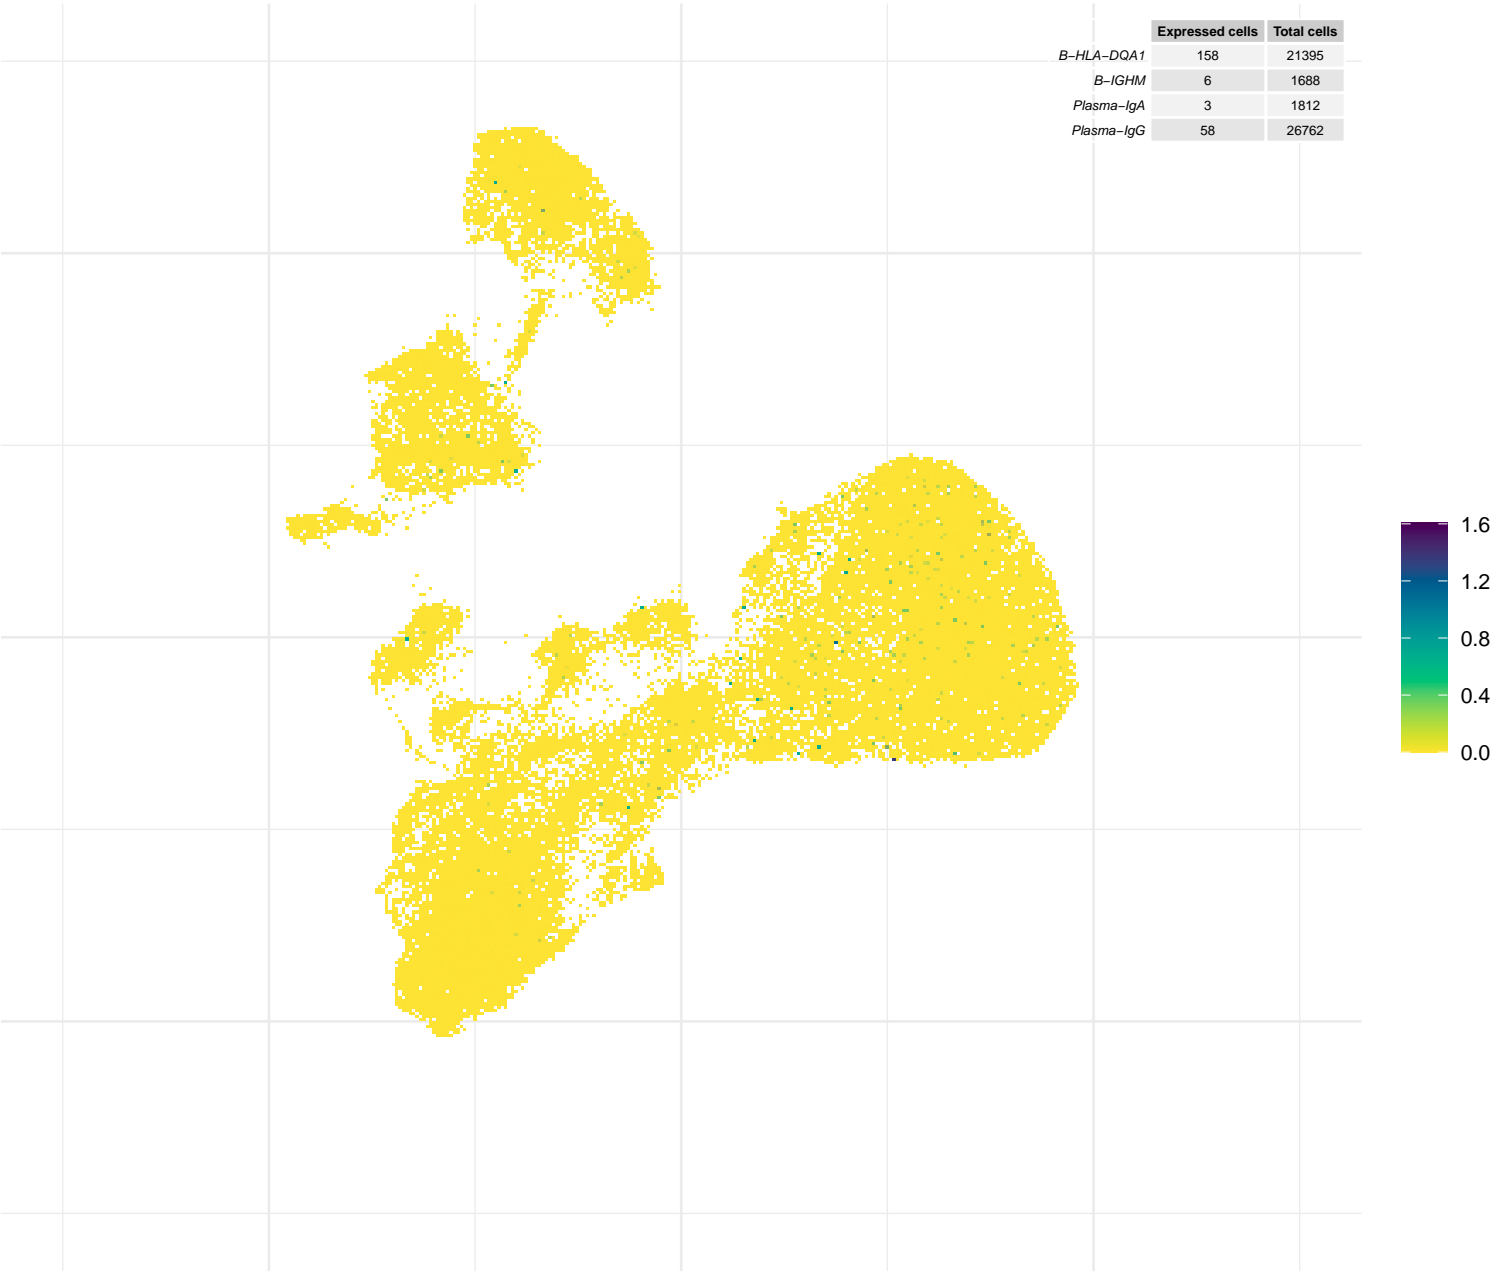 Expressed cells Total cells
B−HLA−DQA1 158 21395
B−IGHM 6 1688
Plasma−IgA 3 1812
Plasma−IgG 58 26762
1.6
1.2
0.8
0.4
0.0